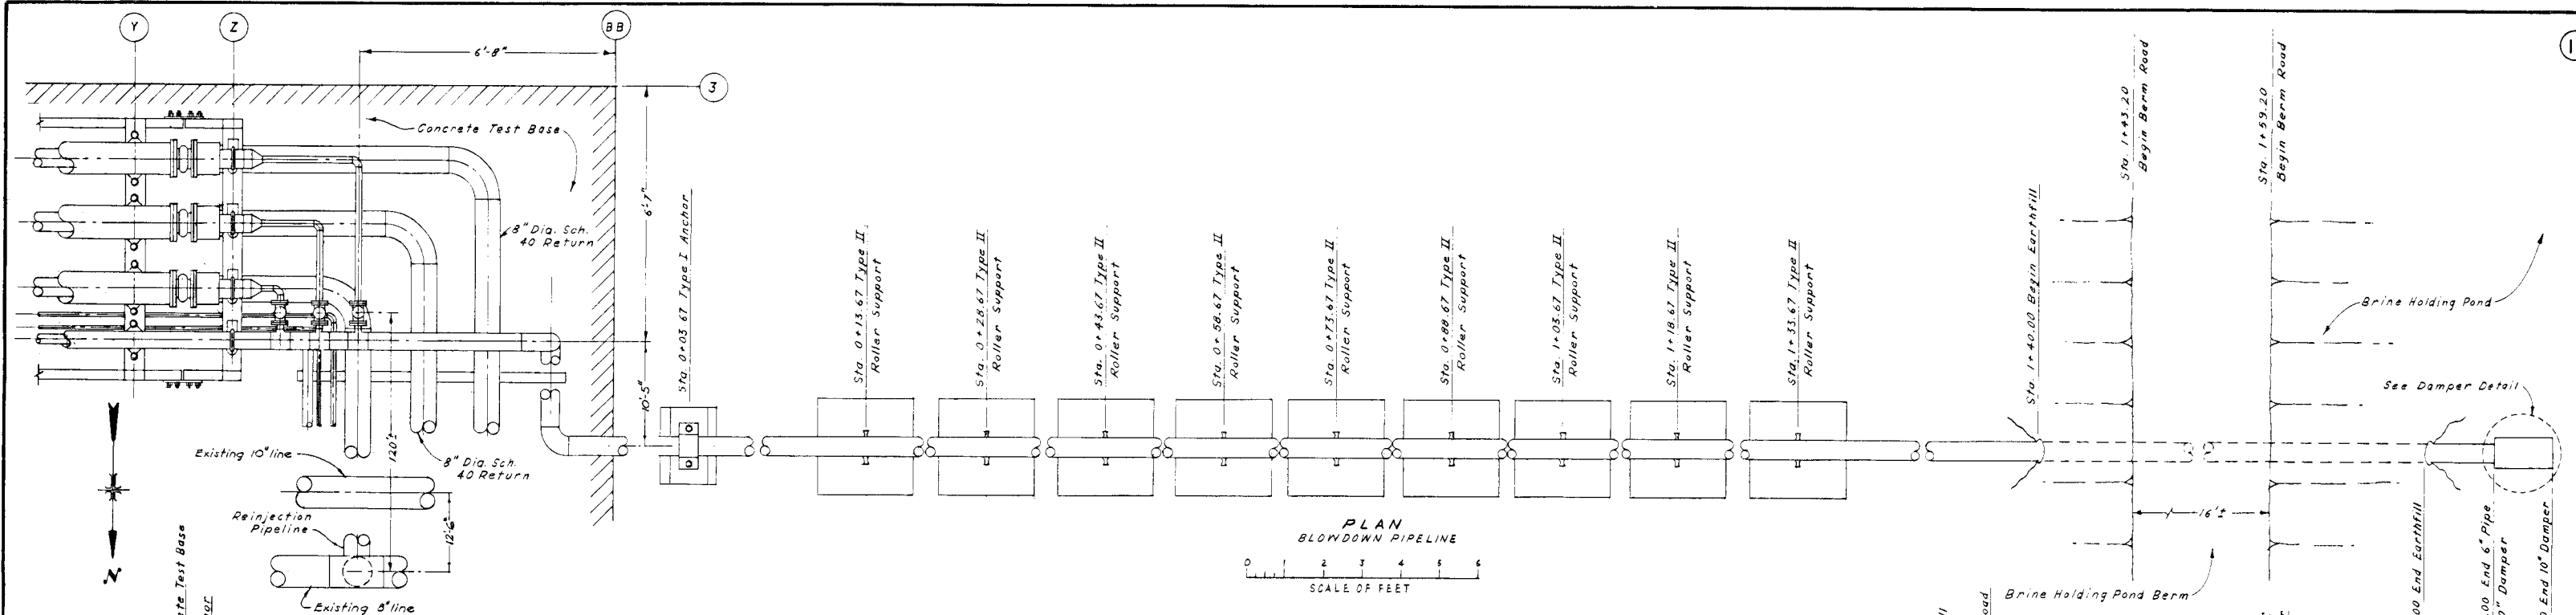 Y
Z
BB
6'-8"
3
Concrete Test Base
6'-7"
8" Dia. Sch.
40 Return
10'-5"
120'±
8" Dia. Sch.
40 Return
Existing 10" line
Reinjection
Pipeline
12'-6"
Existing 8" line
N
Test Base
Sta. 0+03.67 Type I Anchor
Sta. 0+13.67 Type II
Roller Support
Sta. 0+28.67 Type II
Roller Support
Sta. 0+43.67 Type II
Roller Support
Sta. 0+58.67 Type II
Roller Support
Sta. 0+73.67 Type II
Roller Support
Sta. 0+88.67 Type II
Roller Support
Sta. 1+03.67 Type II
Roller Support
Sta. 1+18.67 Type II
Roller Support
Sta. 1+33.67 Type II
Roller Support
Sta. 1+40.00 Begin Earthfill
Sta. 1+43.20
Begin Berm Road
Sta. 1+59.20
Begin Berm Road
Brine Holding Pond
See Damper Detail
16'±
Brine Holding Pond Berm
End Earthfill
End 6" Pipe
Damper
End 10" Damper
PLAN
BLOWDOWN PIPELINE
0 1 2 3 4 5 6
SCALE OF FEET